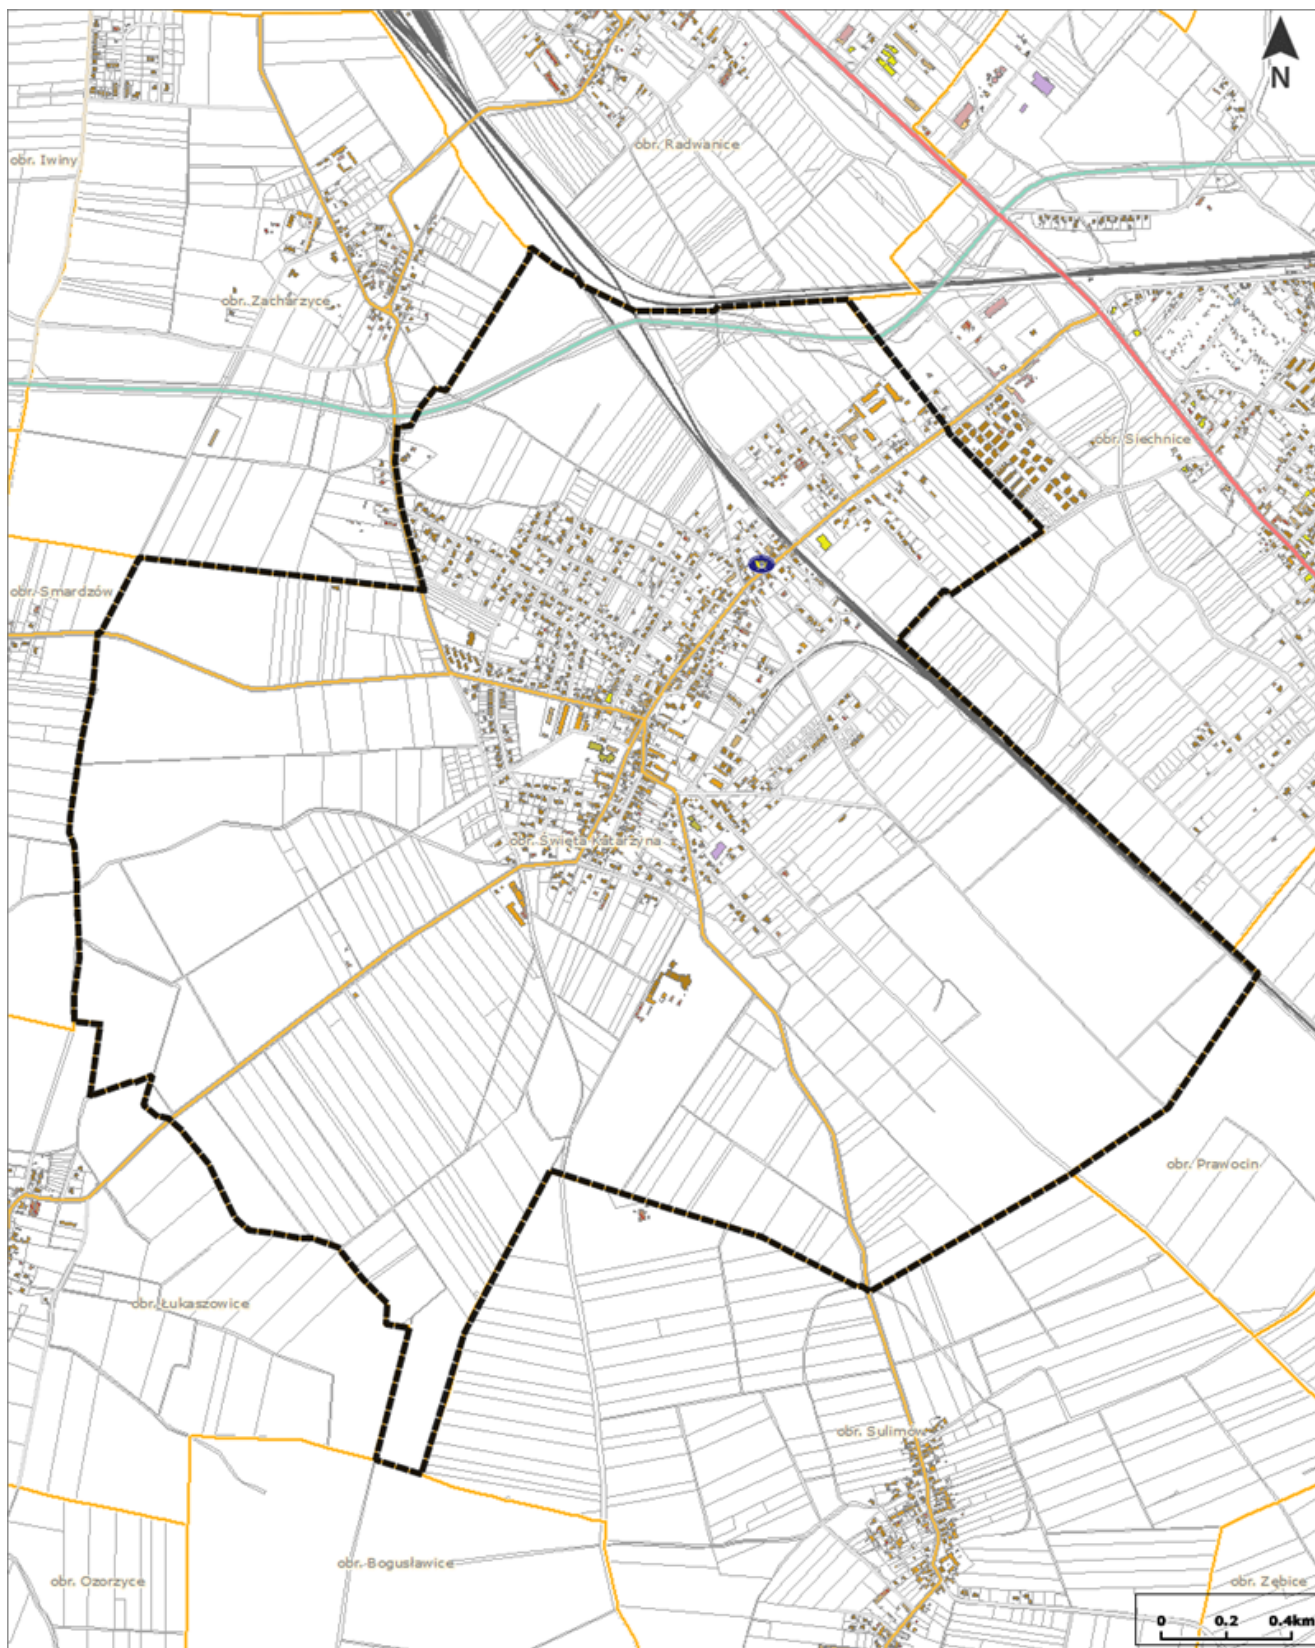 N
obr. Radwanice
obr. Iwiny
obr. Zacharzyce
obr. Siechnice
obr. Smardzów
obr. Święta Katarzyna
obr. Prawocin
obr. Łukaszowice
obr. Sulimów
obr. Bogusławice
obr. Ozorzyce
obr. Zębice
0 0.2 0.4km